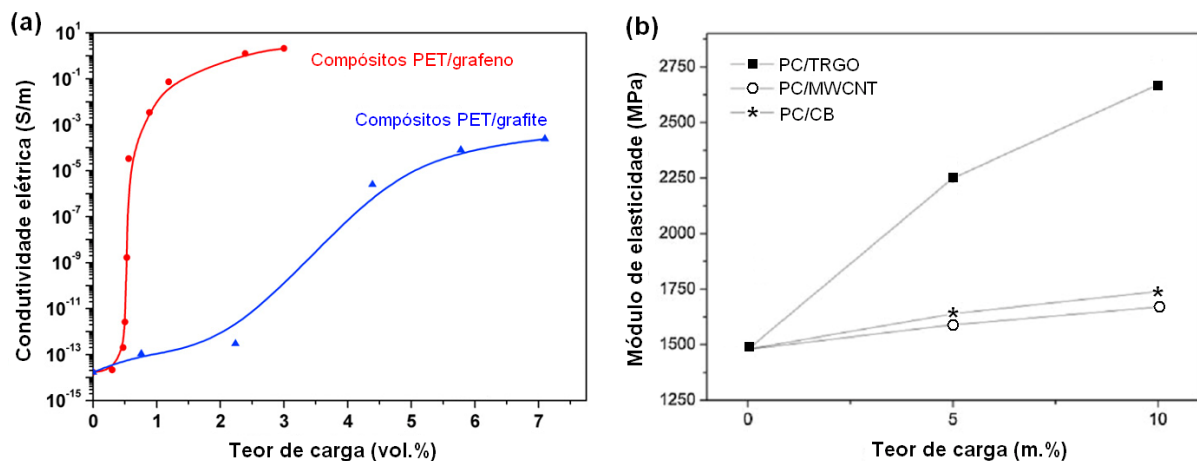 (a)
Condutividade elétrica (S/m)
10¹
10⁻¹
10⁻³
10⁻⁵
10⁻⁷
10⁻⁹
10⁻¹¹
10⁻¹³
10⁻¹⁵
Compósitos PET/grafeno
Compósitos PET/grafite
0 1 2 3 4 5 6 7
Teor de carga (vol.%)
(b)
Módulo de elasticidade (MPa)
2750
2500
2250
2000
1750
1500
1250
PC/TRGO
PC/MWCNT
PC/CB
0 5 10
Teor de carga (m.%)